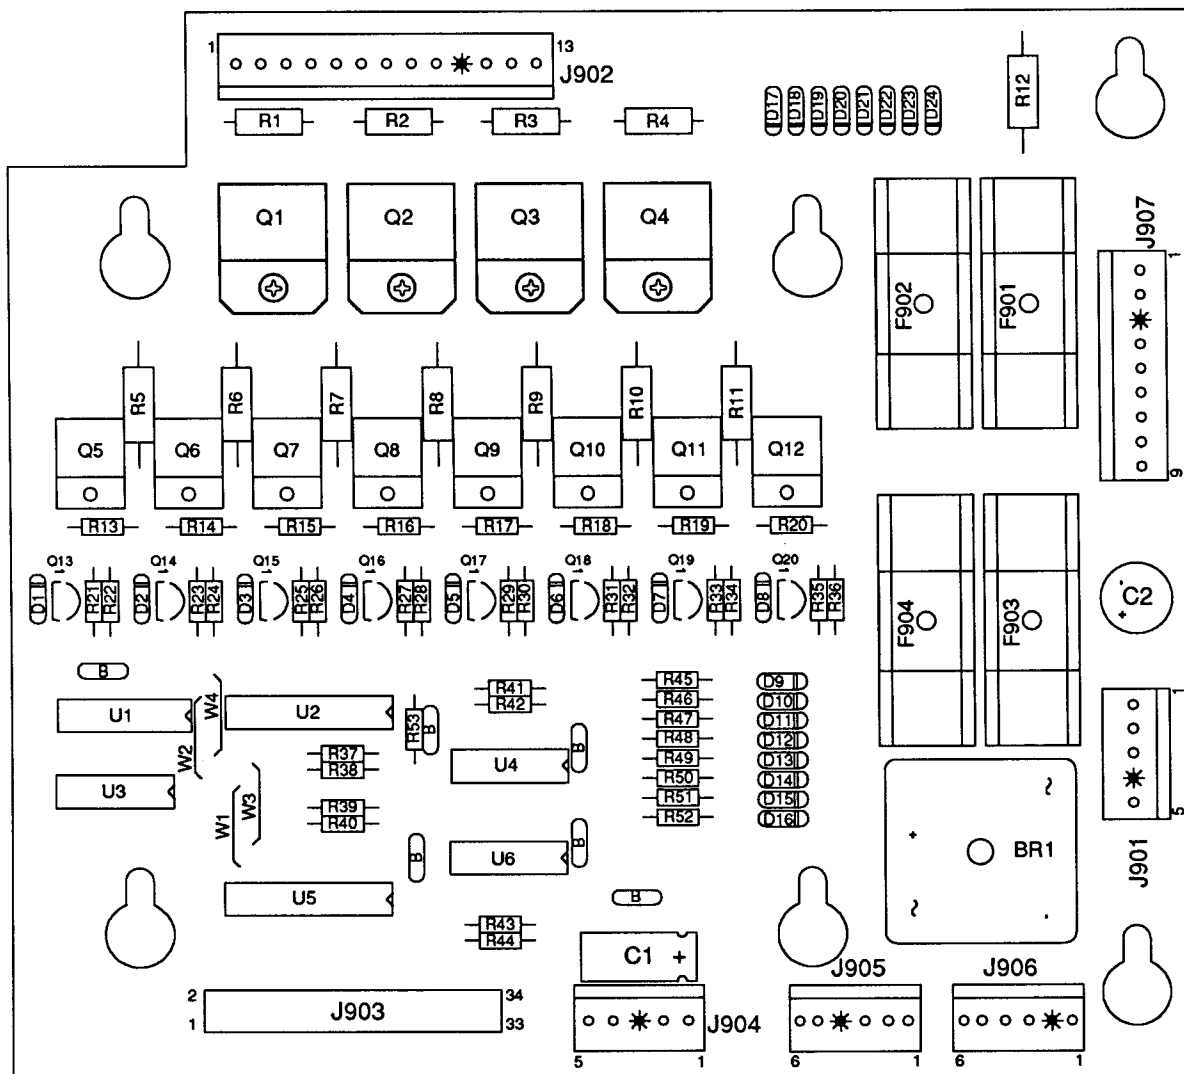 1 13
J902
R1 R2 R3 R4
D17 D18 D19 D20 D21 D22 D23 D24
R12
Q1 Q2 Q3 Q4
F902 F901
J907
1
9
R5 R6 R7 R8 R9 R10 R11
Q5 Q6 Q7 Q8 Q9 Q10 Q11 Q12
R13 R14 R15 R16 R17 R18 R19 R20
Q13 Q14 Q15 Q16 Q17 Q18 Q19 Q20
D1 R21 R22 D2 R23 R24 D3 R25 R26 D4 R27 R28 D5 R29 R30 D6 R31 R32 D7 R33 R34 D8 R35 R36
F904 F903
- C2 +
B
U1 W2 W4 U2 R53 B
R41
R42
R37
R38
U3 W1 W3
R39
R40
U4 B
U6 B
B
U5
R43
R44
R45
R46
R47
R48
R49
R50
R51
R52
D9
D10
D11
D12
D13
D14
D15
D16
1
5
J901
~
+ BR1
~ -
B
C1 +
2 34
J903
1 33
J904
5 1
J905
6 1
J906
6 1